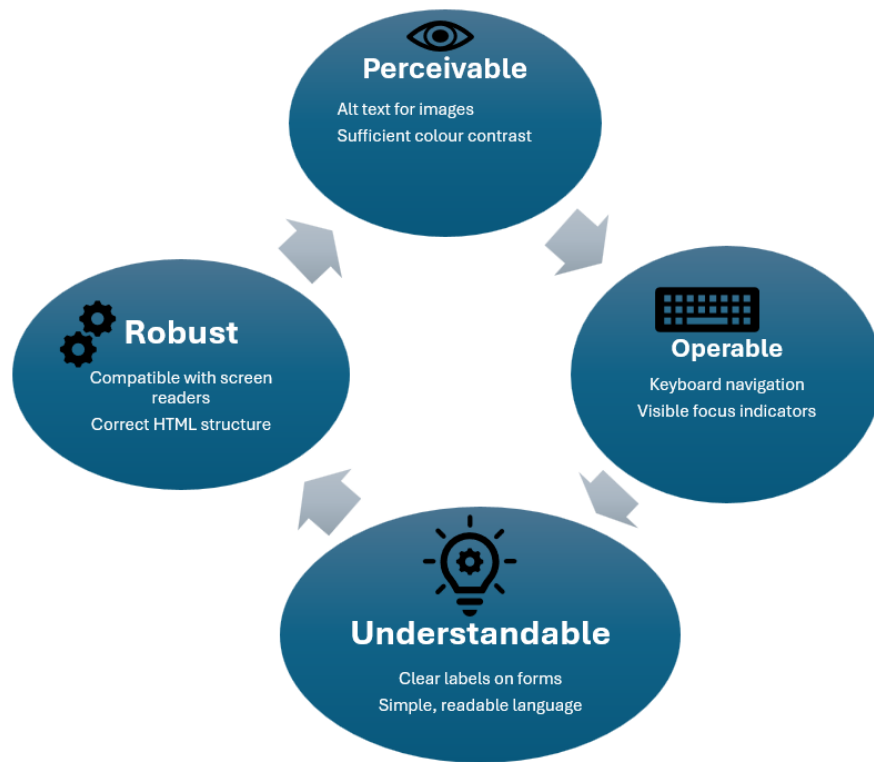 Perceivable
Alt text for images
Sufficient colour contrast
Operable
Keyboard navigation
Visible focus indicators
Understandable
Clear labels on forms
Simple, readable language
Robust
Compatible with screen
readers
Correct HTML structure